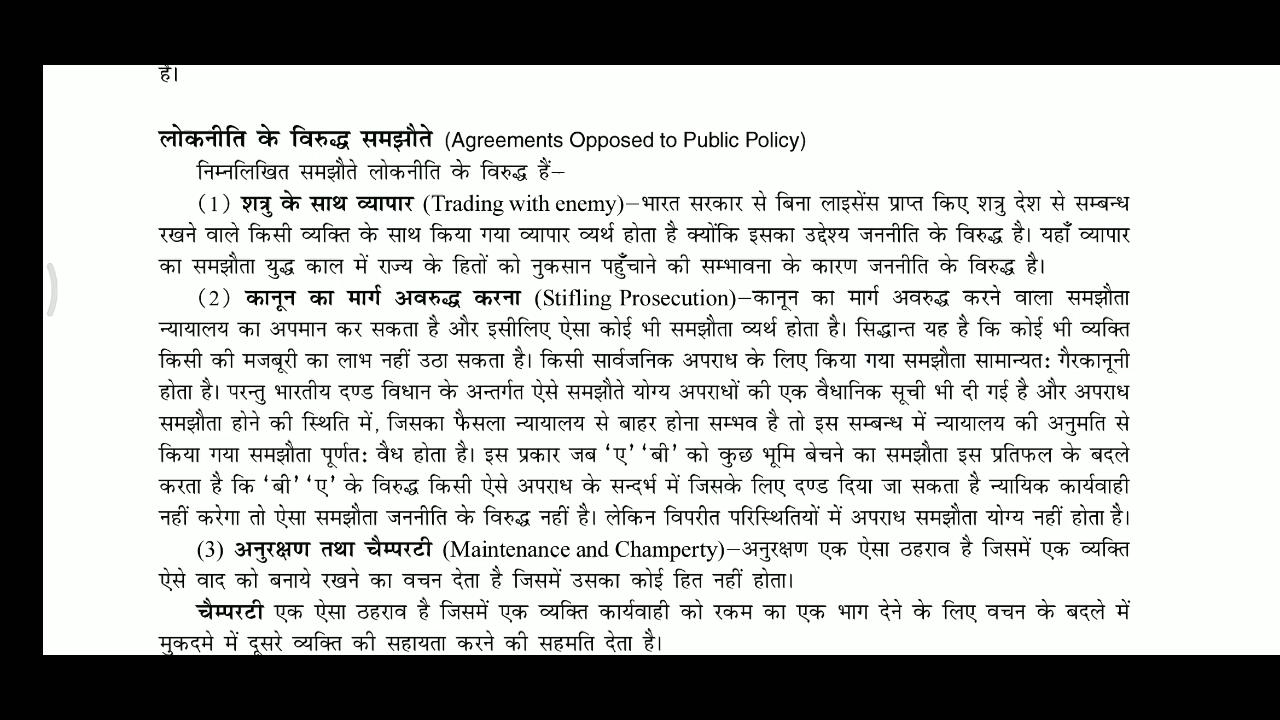 है।
लोकनीति के विरुद्ध समझौते (Agreements Opposed to Public Policy)
निम्नलिखित समझौते लोकनीति के विरुद्ध हैं–
(1) शत्रु के साथ व्यापार (Trading with enemy)–भारत सरकार से बिना लाइसेंस प्राप्त किए शत्रु देश से सम्बन्ध
रखने वाले किसी व्यक्ति के साथ किया गया व्यापार व्यर्थ होता है क्योंकि इसका उद्देश्य जननीति के विरुद्ध है। यहाँ व्यापार
का समझौता युद्ध काल में राज्य के हितों को नुकसान पहुँचाने की सम्भावना के कारण जननीति के विरुद्ध है।
(2) कानून का मार्ग अवरुद्ध करना (Stifling Prosecution)–कानून का मार्ग अवरुद्ध करने वाला समझौता
न्यायालय का अपमान कर सकता है और इसीलिए ऐसा कोई भी समझौता व्यर्थ होता है। सिद्धान्त यह है कि कोई भी व्यक्ति
किसी की मजबूरी का लाभ नहीं उठा सकता है। किसी सार्वजनिक अपराध के लिए किया गया समझौता सामान्यत: गैरकानूनी
होता है। परन्तु भारतीय दण्ड विधान के अन्तर्गत ऐसे समझौते योग्य अपराधों की एक वैधानिक सूची भी दी गई है और अपराध
समझौता होने की स्थिति में, जिसका फैसला न्यायालय से बाहर होना सम्भव है तो इस सम्बन्ध में न्यायालय की अनुमति से
किया गया समझौता पूर्णत: वैध होता है। इस प्रकार जब ‘ए’ ‘बी’ को कुछ भूमि बेचने का समझौता इस प्रतिफल के बदले
करता है कि ‘बी’ ‘ए’ के विरुद्ध किसी ऐसे अपराध के सन्दर्भ में जिसके लिए दण्ड दिया जा सकता है न्यायिक कार्यवाही
नहीं करेगा तो ऐसा समझौता जननीति के विरुद्ध नहीं है। लेकिन विपरीत परिस्थितियों में अपराध समझौता योग्य नहीं होता है।
(3) अनुरक्षण तथा चैम्परटी (Maintenance and Champerty)–अनुरक्षण एक ऐसा ठहराव है जिसमें एक व्यक्ति
ऐसे वाद को बनाये रखने का वचन देता है जिसमें उसका कोई हित नहीं होता।
चैम्परटी एक ऐसा ठहराव है जिसमें एक व्यक्ति कार्यवाही को रकम का एक भाग देने के लिए वचन के बदले में
मुकदमे में दूसरे व्यक्ति की सहायता करने की सहमति देता है।